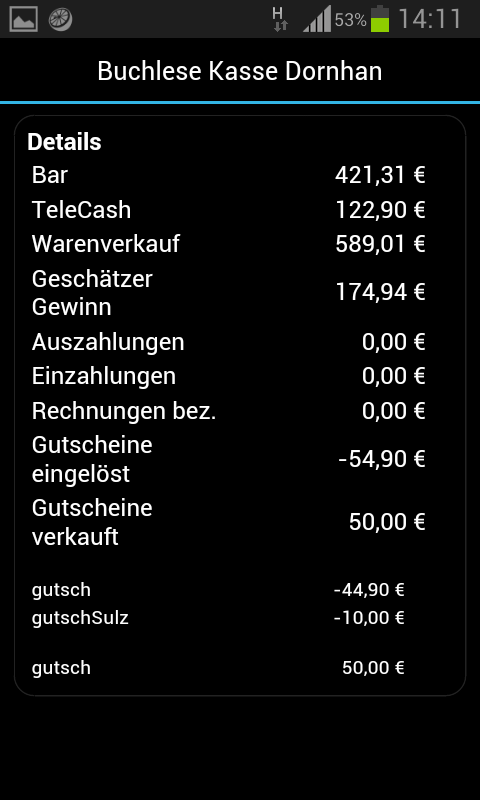 H 53% 14:11
Buchlese Kasse Dornhan
Details
Bar 421,31 €
TeleCash 122,90 €
Warenverkauf 589,01 €
Geschätzer
Gewinn 174,94 €
Auszahlungen 0,00 €
Einzahlungen 0,00 €
Rechnungen bez. 0,00 €
Gutscheine
eingelöst -54,90 €
Gutscheine
verkauft 50,00 €
gutsch -44,90 €
gutschSulz -10,00 €
gutsch 50,00 €